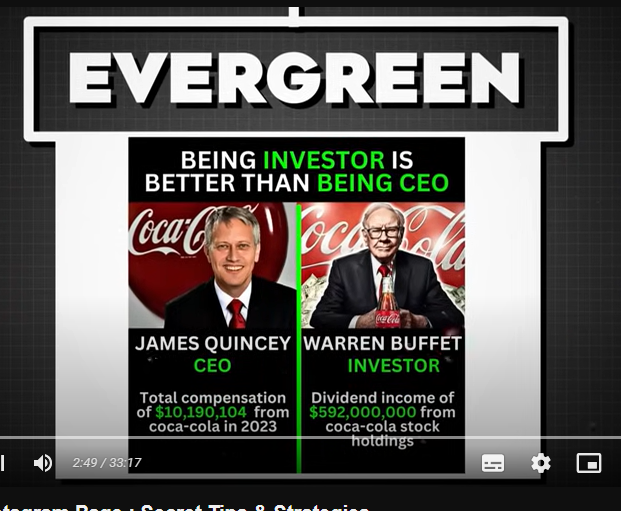 EVERGREEN
BEING INVESTOR IS
BETTER THAN BEING CEO
Coca-C
Coca-Cola
JAMES QUINCEY
CEO
Total compensation
of $10,190,104 from
coca-cola in 2023
WARREN BUFFET
INVESTOR
Dividend income of
$592,000,000 from
coca-cola stock
holdings
2:49 / 33:17
Page : Secret Tips & Strategies